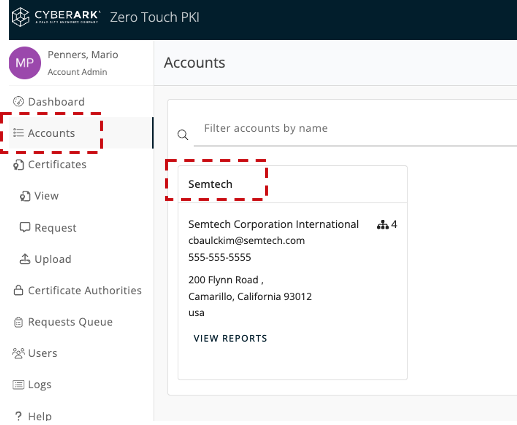 CYBERARK Zero Touch PKI
A PALO ALTO NETWORKS COMPANY
MP
Penners, Mario
Account Admin
Dashboard
Accounts
Certificates
View
Request
Upload
Certificate Authorities
Requests Queue
Users
Logs
Help
Accounts
Filter accounts by name
Semtech
Semtech Corporation International 4
cbaulckim@semtech.com
555-555-5555
200 Flynn Road ,
Camarillo, California 93012
usa
VIEW REPORTS